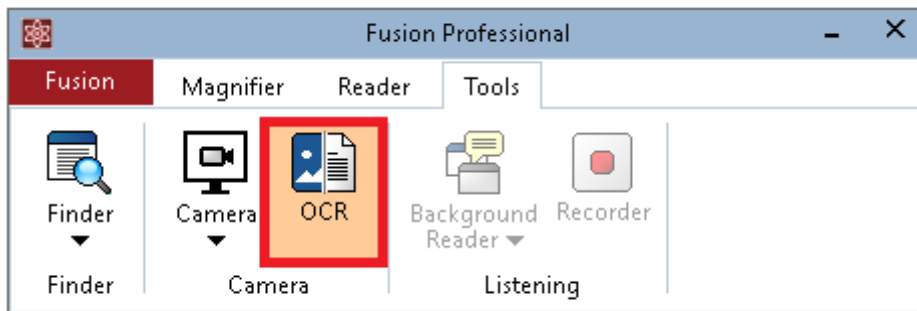 Fusion Professional
Fusion Magnifier Reader Tools
Finder Camera OCR Background Reader Recorder
Finder Camera Listening